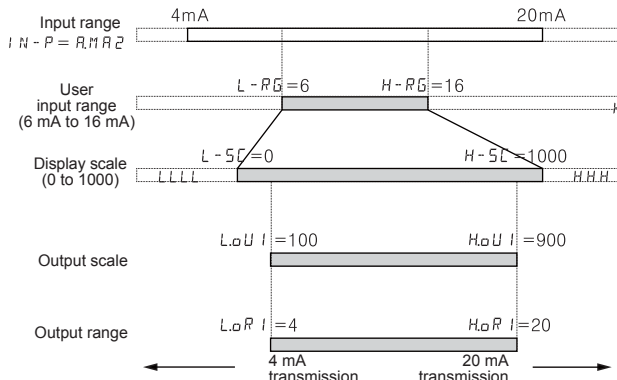 Input range
IN-P = A.MA2
4mA
20mA
User
input range
(6 mA to 16 mA)
L-RG=6
H-RG=16
Display scale
(0 to 1000)
L-SC=0
H-SC=1000
LLLL
HHH
Output scale
L.oU1=100
H.oU1=900
Output range
L.oR1=4
H.oR1=20
4 mA
transmission
20 mA
transmission